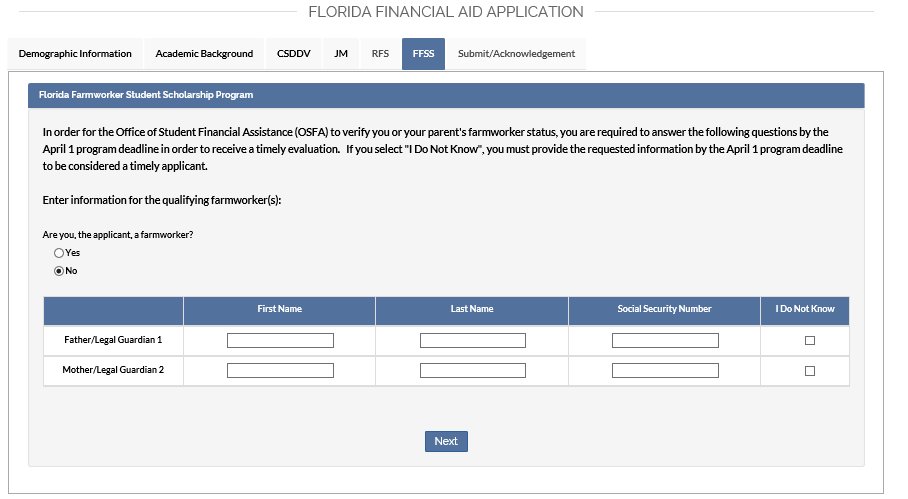 FLORIDA FINANCIAL AID APPLICATION
Demographic Information Academic Background CSDDV JM RFS FFSS Submit/Acknowledgement
Florida Farmworker Student Scholarship Program
In order for the Office of Student Financial Assistance (OSFA) to verify you or your parent's farmworker status, you are required to answer the following questions by the
April 1 program deadline in order to receive a timely evaluation. If you select "I Do Not Know", you must provide the requested information by the April 1 program deadline
to be considered a timely applicant.
Enter information for the qualifying farmworker(s):
Are you, the applicant, a farmworker?
Yes
No
First Name Last Name Social Security Number I Do Not Know
Father/Legal Guardian 1
Mother/Legal Guardian 2
Next